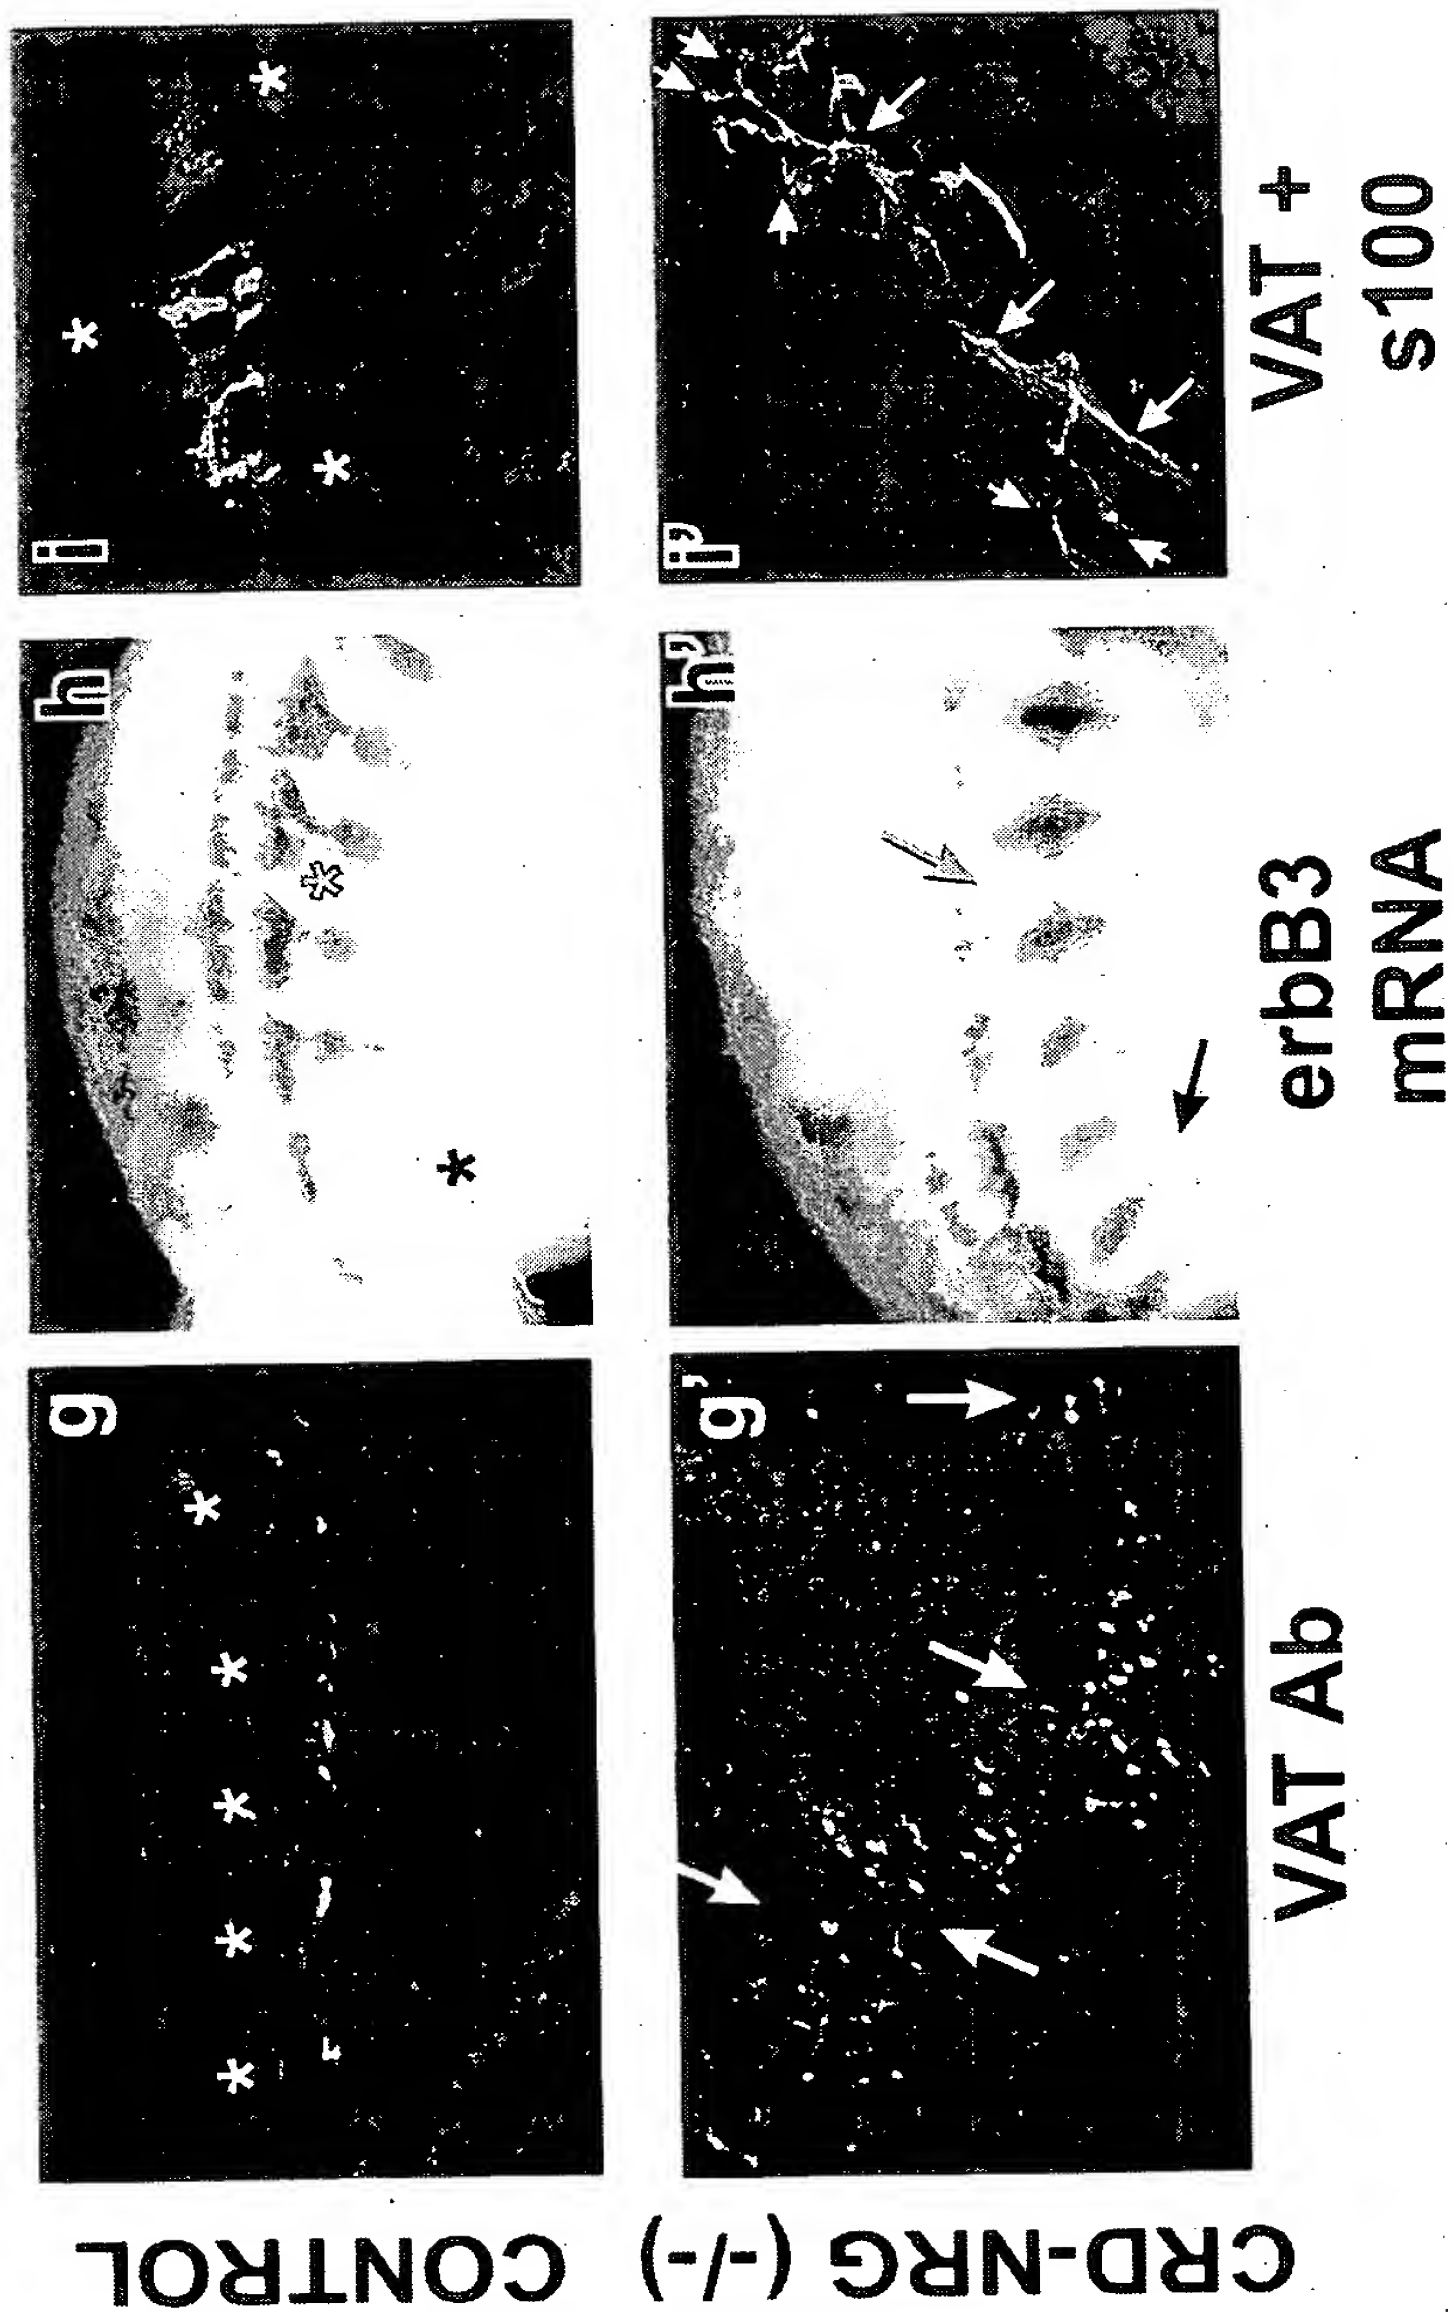 CONTROL
CRD-NRG (-/-)
g
g'
VAT Ab
h
h'
erbB3
mRNA
i
i'
VAT +
s100